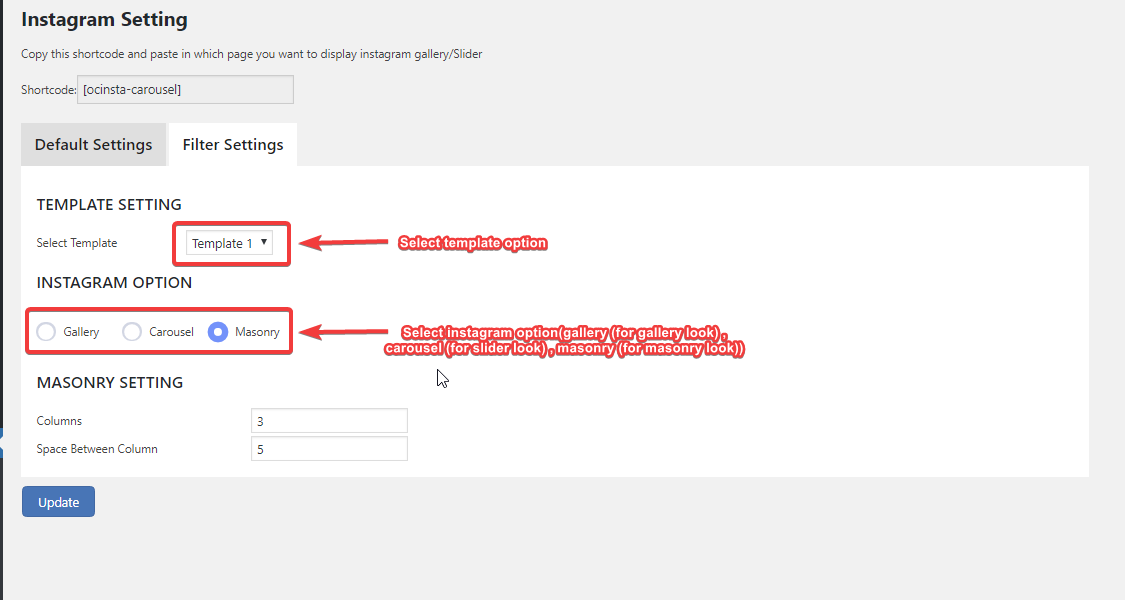 Instagram Setting
Copy this shortcode and paste in which page you want to display instagram gallery/Slider
Shortcode: [ocinsta-carousel]
Default Settings Filter Settings
TEMPLATE SETTING
Select Template Template 1 Select template option
INSTAGRAM OPTION
Gallery Carousel Masonry Select instagram option(gallery (for gallery look) ,
carousel (for slider look) , masonry (for masonry look))
MASONRY SETTING
Columns 3
Space Between Column 5
Update